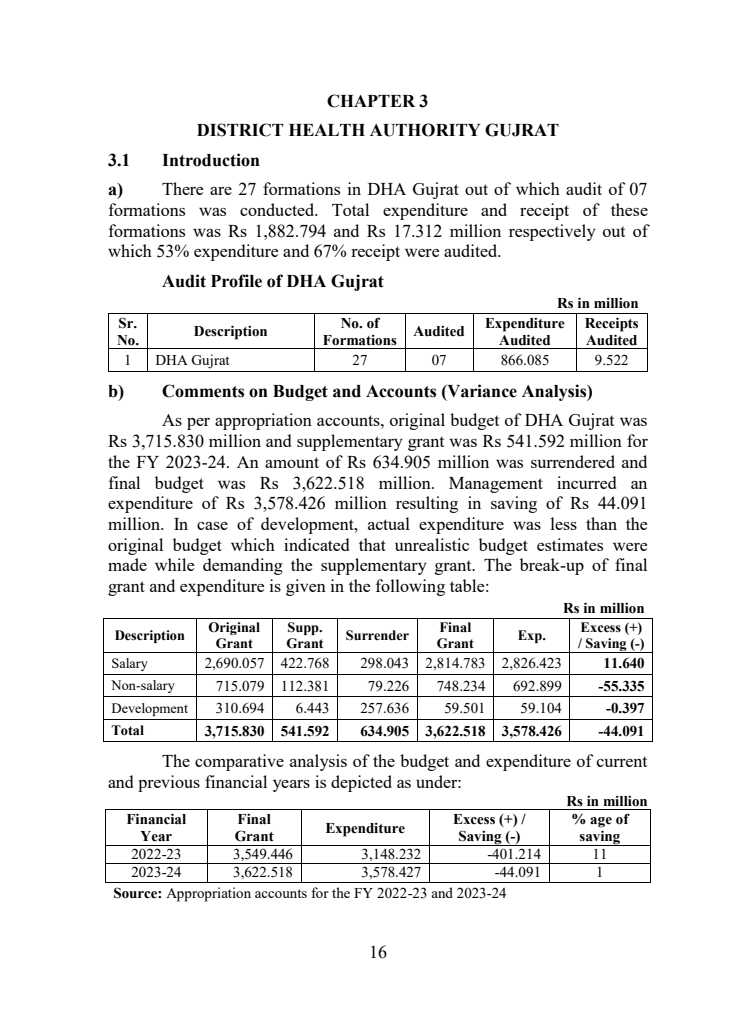 CHAPTER 3
DISTRICT HEALTH AUTHORITY GUJRAT
3.1 Introduction
a) There are 27 formations in DHA Gujrat out of which audit of 07
formations was conducted. Total expenditure and receipt of these
formations was Rs 1,882.794 and Rs 17.312 million respectively out of
which 53% expenditure and 67% receipt were audited.
Audit Profile of DHA Gujrat
Rs in million
Sr. No. Description No. of Formations Audited Expenditure Audited Receipts Audited
1 DHA Gujrat 27 07 866.085 9.522
b) Comments on Budget and Accounts (Variance Analysis)
As per appropriation accounts, original budget of DHA Gujrat was
Rs 3,715.830 million and supplementary grant was Rs 541.592 million for
the FY 2023-24. An amount of Rs 634.905 million was surrendered and
final budget was Rs 3,622.518 million. Management incurred an
expenditure of Rs 3,578.426 million resulting in saving of Rs 44.091
million. In case of development, actual expenditure was less than the
original budget which indicated that unrealistic budget estimates were
made while demanding the supplementary grant. The break-up of final
grant and expenditure is given in the following table:
Rs in million
Description Original Grant Supp. Grant Surrender Final Grant Exp. Excess (+) / Saving (-)
Salary 2,690.057 422.768 298.043 2,814.783 2,826.423 11.640
Non-salary 715.079 112.381 79.226 748.234 692.899 -55.335
Development 310.694 6.443 257.636 59.501 59.104 -0.397
Total 3,715.830 541.592 634.905 3,622.518 3,578.426 -44.091
The comparative analysis of the budget and expenditure of current
and previous financial years is depicted as under:
Rs in million
Financial Year Final Grant Expenditure Excess (+) / Saving (-) % age of saving
2022-23 3,549.446 3,148.232 -401.214 11
2023-24 3,622.518 3,578.427 -44.091 1
Source: Appropriation accounts for the FY 2022-23 and 2023-24
16